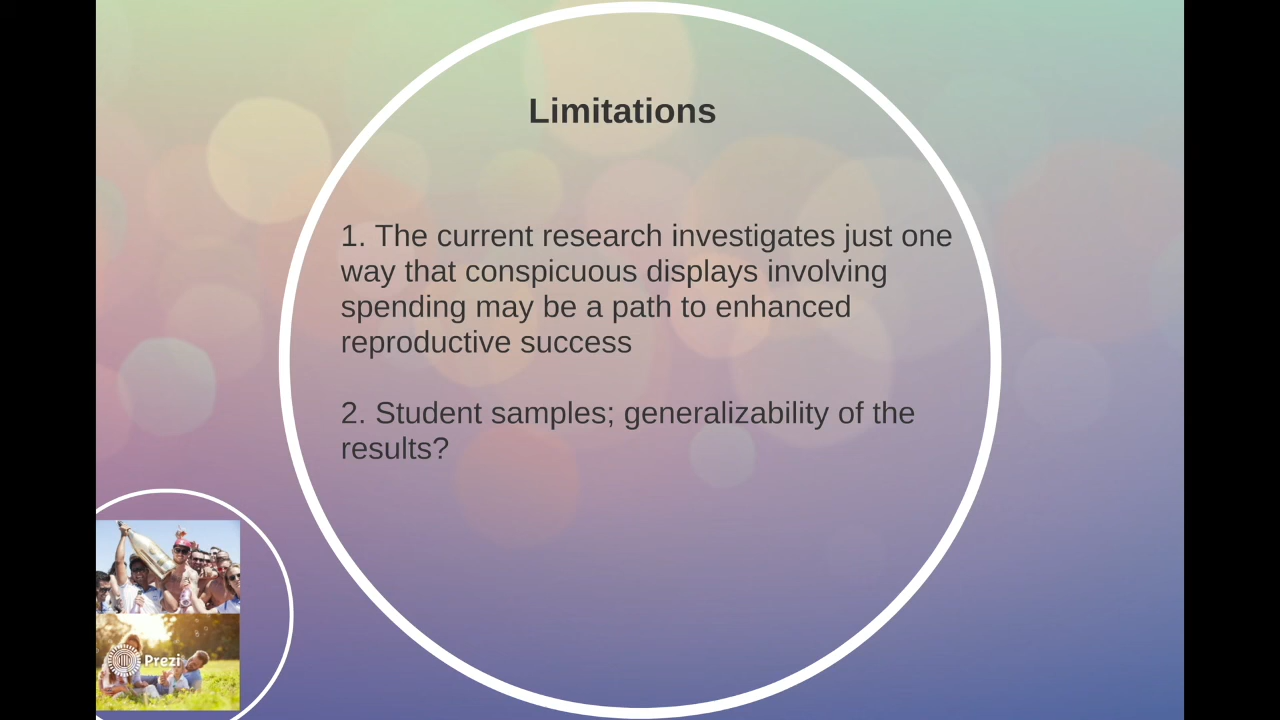 Limitations
1. The current research investigates just one
way that conspicuous displays involving
spending may be a path to enhanced
reproductive success
2. Student samples; generalizability of the
results?
Prezi